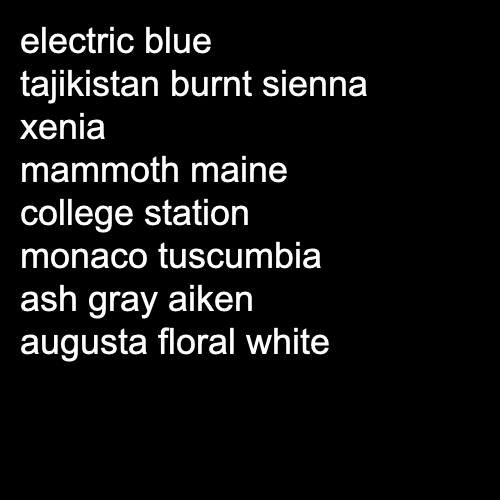 electric blue
tajikistan burnt sienna
xenia
mammoth maine
college station
monaco tuscumbia
ash gray aiken
augusta floral white